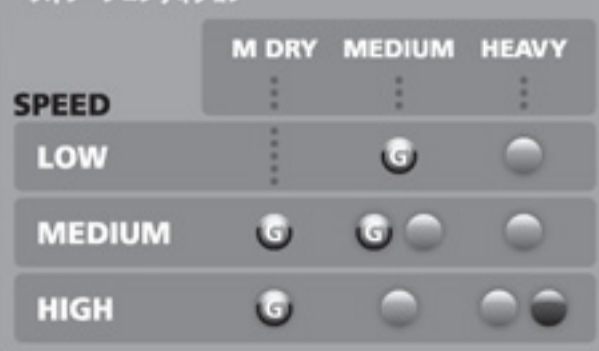 M DRY MEDIUM HEAVY
SPEED
LOW G
MEDIUM G G
HIGH G